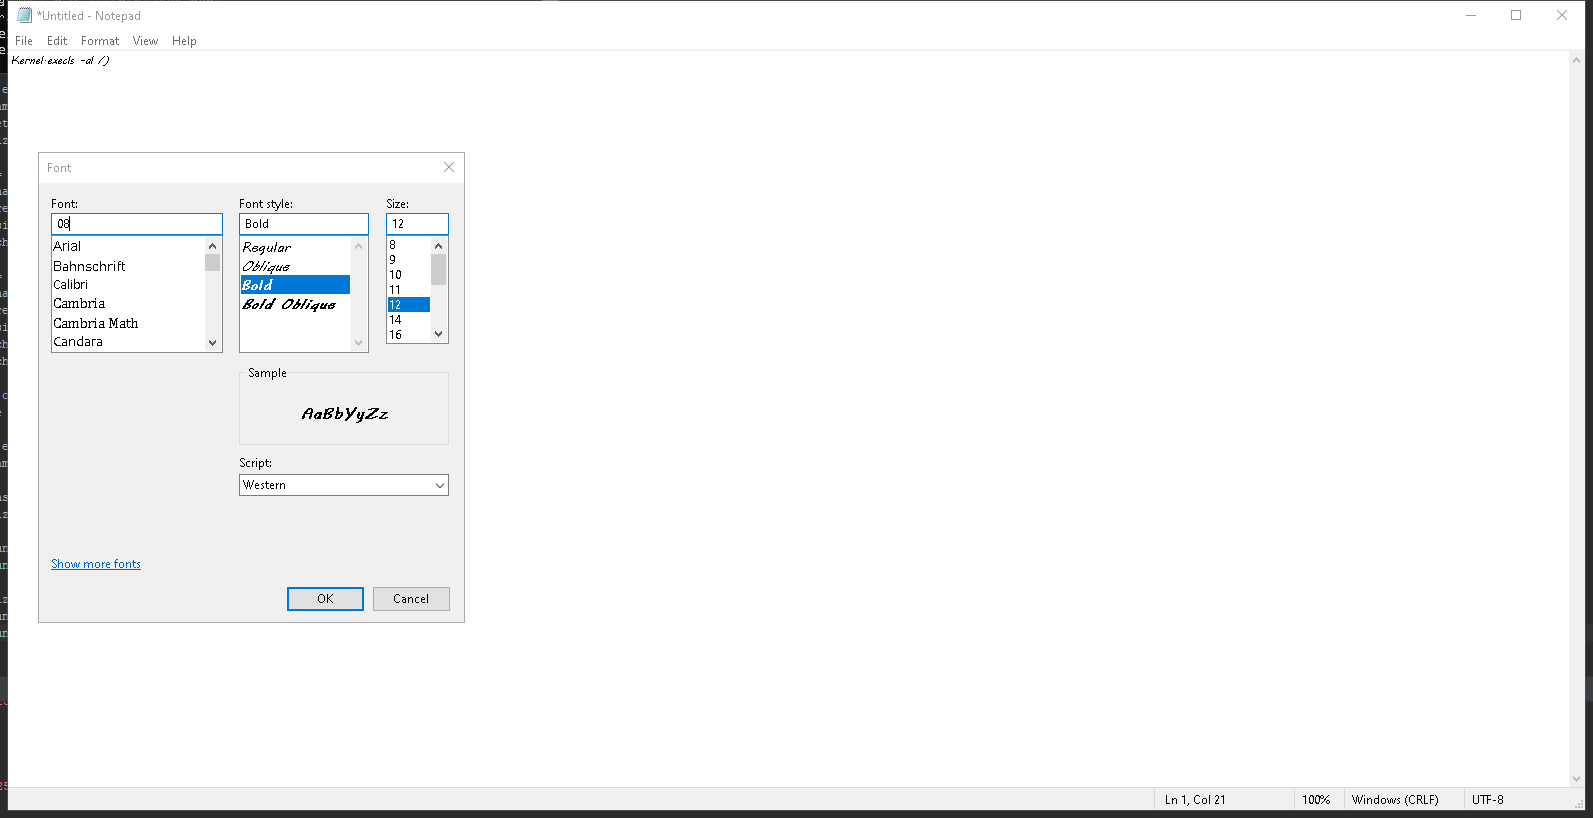 *Untitled - Notepad
File Edit Format View Help
Kernel·execls -al /)
Font
Font: Font style: Size:
08 Bold 12
Arial
Bahnschrift
Calibri
Cambria
Cambria Math
Candara
Regular
Oblique
Bold
Bold Oblique
8
9
10
11
12
14
16
Sample
AaBbYyZz
Script:
Western
Show more fonts
OK Cancel
Ln 1, Col 21 100% Windows (CRLF) UTF-8